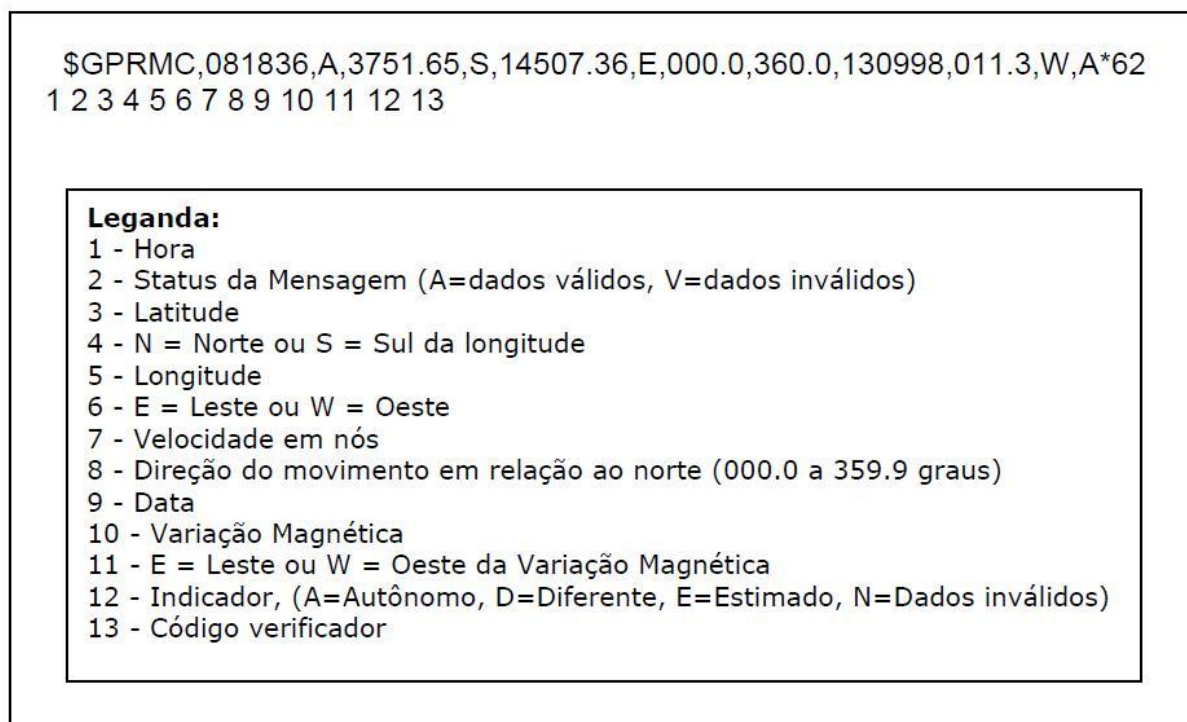 $GPRMC,081836,A,3751.65,S,14507.36,E,000.0,360.0,130998,011.3,W,A*62
1 2 3 4 5 6 7 8 9 10 11 12 13
Leganda:
1 - Hora
2 - Status da Mensagem (A=dados válidos, V=dados inválidos)
3 - Latitude
4 - N = Norte ou S = Sul da longitude
5 - Longitude
6 - E = Leste ou W = Oeste
7 - Velocidade em nós
8 - Direção do movimento em relação ao norte (000.0 a 359.9 graus)
9 - Data
10 - Variação Magnética
11 - E = Leste ou W = Oeste da Variação Magnética
12 - Indicador, (A=Autônomo, D=Diferente, E=Estimado, N=Dados inválidos)
13 - Código verificador